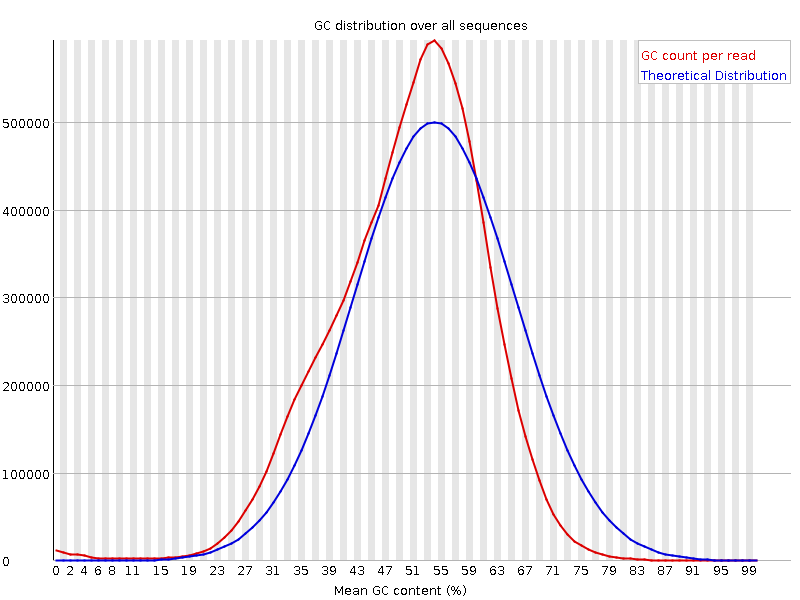 GC distribution over all sequences
GC count per read
Theoretical Distribution
500000
400000
300000
200000
100000
0
0 2 4 6 8 11 15 19 23 27 31 35 39 43 47 51 55 59 63 67 71 75 79 83 87 91 95 99
Mean GC content (%)